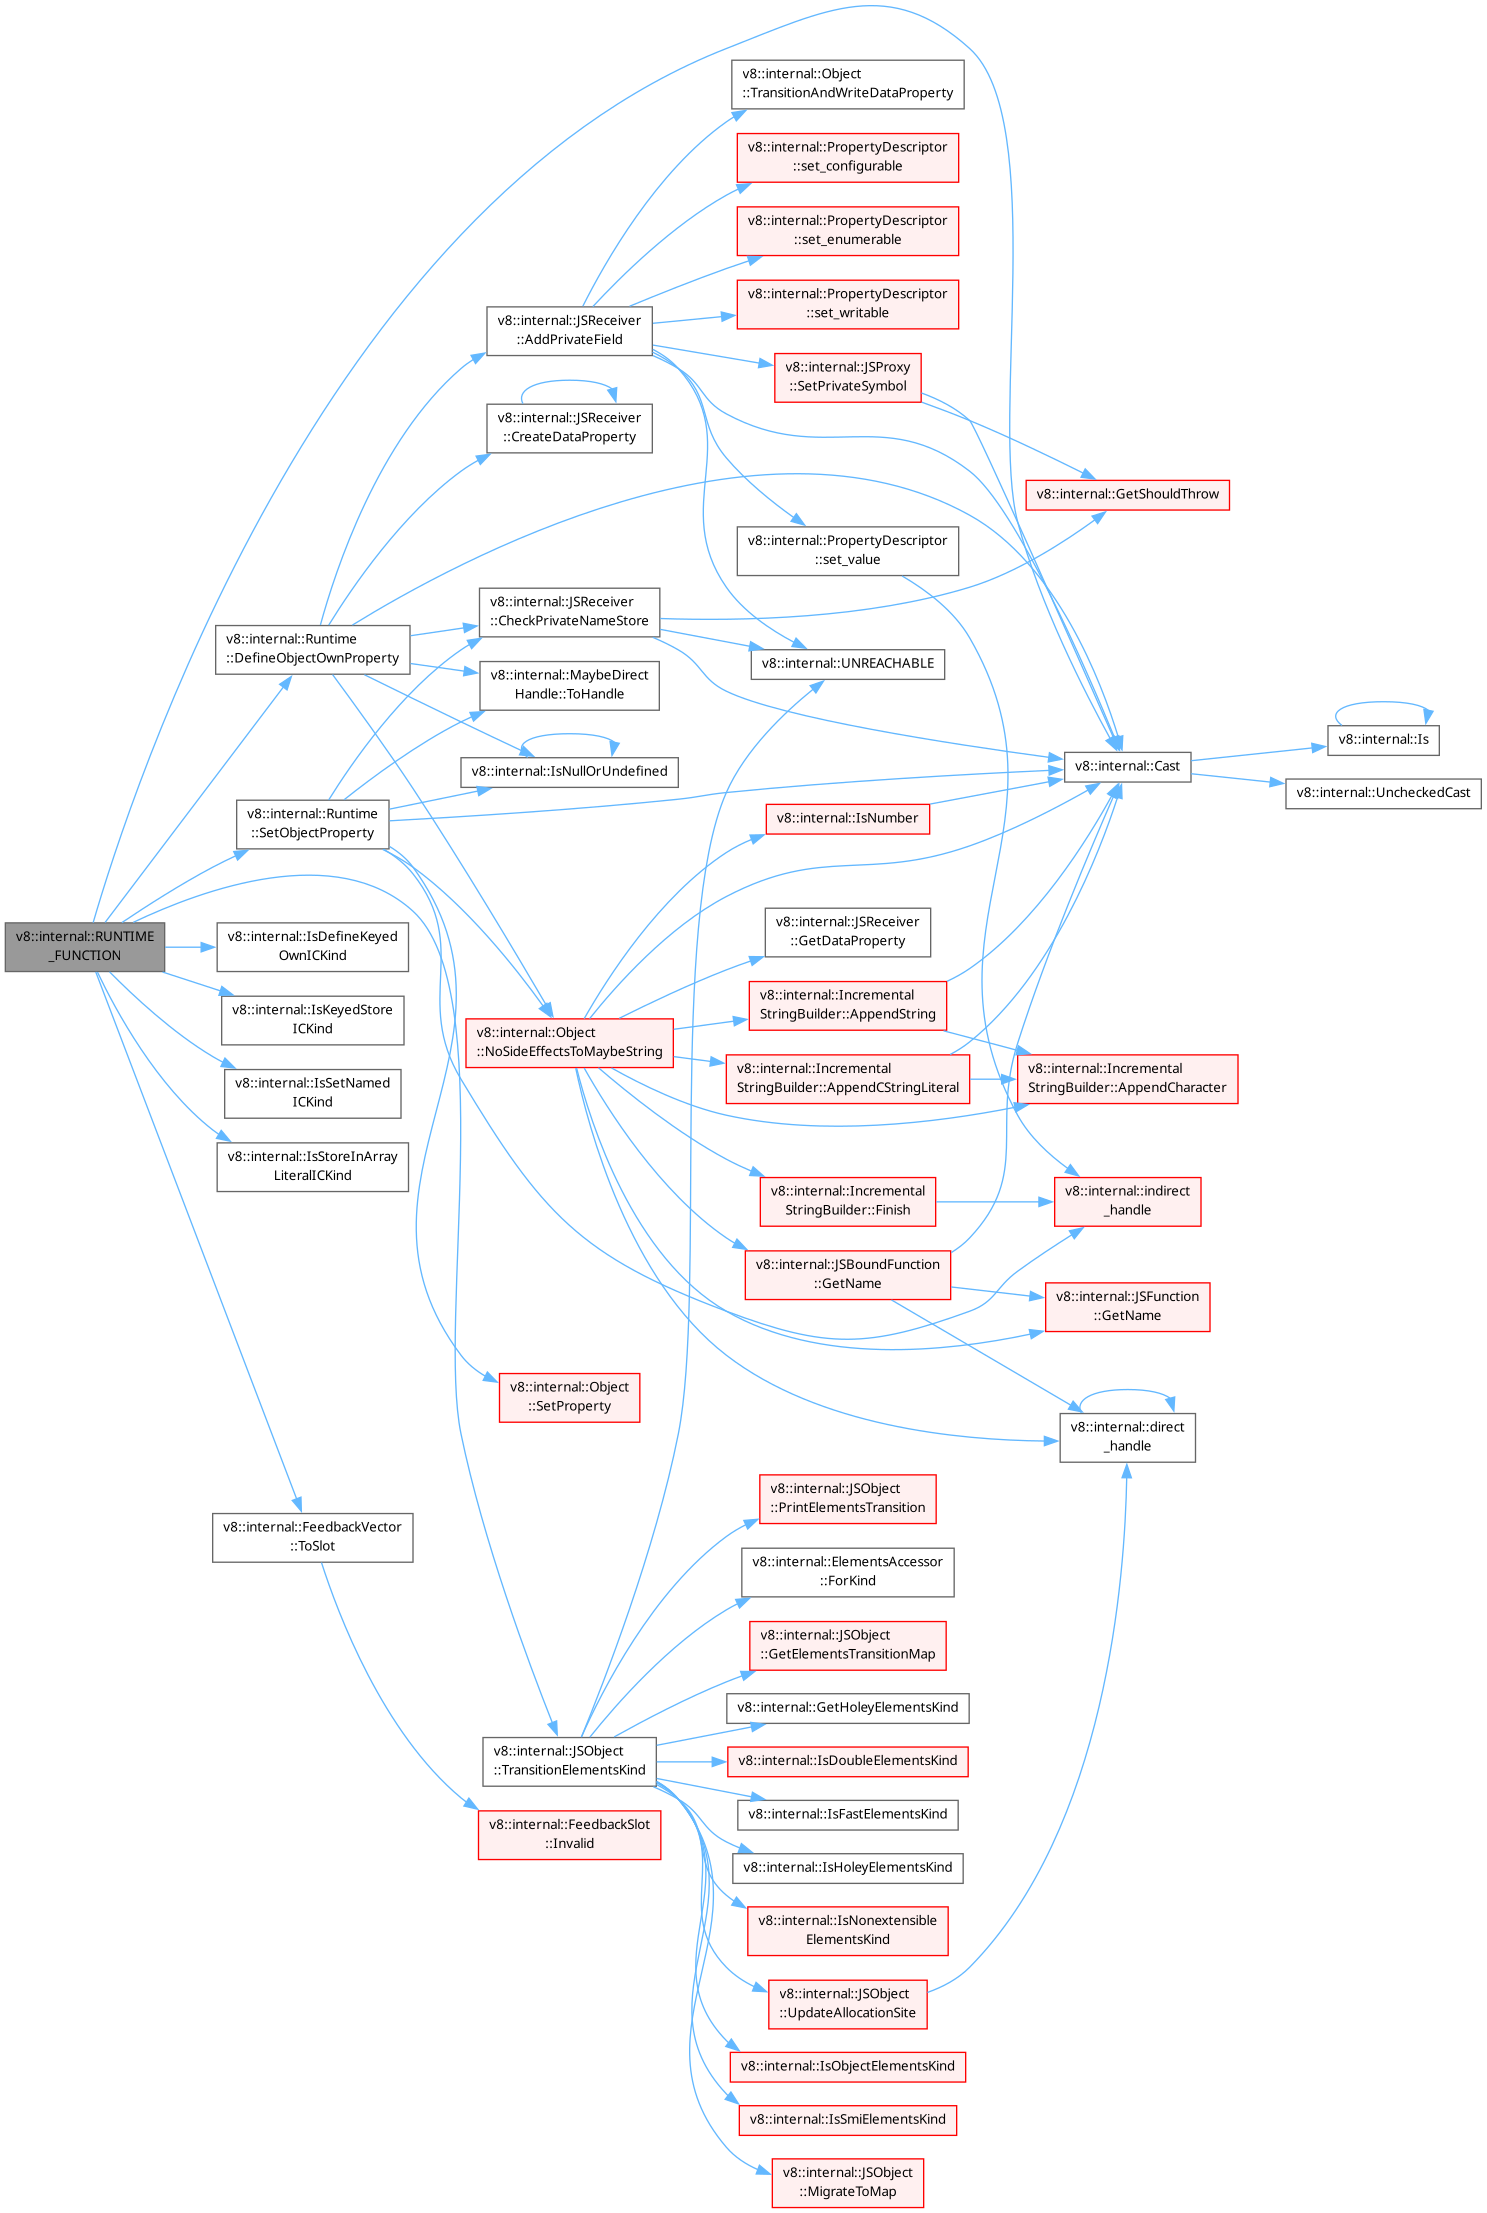 v8::internal::Object
::TransitionAndWriteDataProperty
v8::internal::PropertyDescriptor
::set_configurable
v8::internal::PropertyDescriptor
::set_enumerable
v8::internal::PropertyDescriptor
::set_writable
v8::internal::JSReceiver
::AddPrivateField
v8::internal::JSProxy
::SetPrivateSymbol
v8::internal::JSReceiver
::CreateDataProperty
v8::internal::GetShouldThrow
v8::internal::PropertyDescriptor
::set_value
v8::internal::JSReceiver
::CheckPrivateNameStore
v8::internal::Runtime
::DefineObjectOwnProperty
v8::internal::UNREACHABLE
v8::internal::MaybeDirect
Handle::ToHandle
v8::internal::Is
v8::internal::IsNullOrUndefined
v8::internal::Cast
v8::internal::UncheckedCast
v8::internal::Runtime
::SetObjectProperty
v8::internal::IsNumber
v8::internal::RUNTIME
_FUNCTION
v8::internal::IsDefineKeyed
OwnICKind
v8::internal::JSReceiver
::GetDataProperty
v8::internal::IsKeyedStore
ICKind
v8::internal::Object
::NoSideEffectsToMaybeString
v8::internal::Incremental
StringBuilder::AppendString
v8::internal::IsSetNamed
ICKind
v8::internal::Incremental
StringBuilder::AppendCStringLiteral
v8::internal::Incremental
StringBuilder::AppendCharacter
v8::internal::IsStoreInArray
LiteralICKind
v8::internal::Incremental
StringBuilder::Finish
v8::internal::indirect
_handle
v8::internal::JSBoundFunction
::GetName
v8::internal::JSFunction
::GetName
v8::internal::Object
::SetProperty
v8::internal::direct
_handle
v8::internal::JSObject
::PrintElementsTransition
v8::internal::FeedbackVector
::ToSlot
v8::internal::ElementsAccessor
::ForKind
v8::internal::JSObject
::GetElementsTransitionMap
v8::internal::GetHoleyElementsKind
v8::internal::JSObject
::TransitionElementsKind
v8::internal::IsDoubleElementsKind
v8::internal::IsFastElementsKind
v8::internal::FeedbackSlot
::Invalid
v8::internal::IsHoleyElementsKind
v8::internal::IsNonextensible
ElementsKind
v8::internal::JSObject
::UpdateAllocationSite
v8::internal::IsObjectElementsKind
v8::internal::IsSmiElementsKind
v8::internal::JSObject
::MigrateToMap